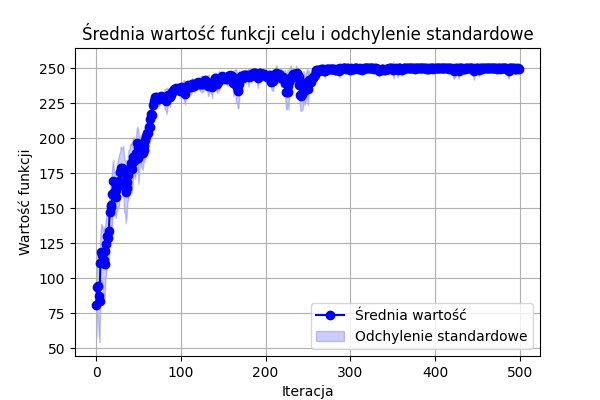 Średnia wartość funkcji celu i odchylenie standardowe
Wartość funkcji
250
225
200
175
150
125
100
75
50
Średnia wartość
Odchylenie standardowe
0 100 200 300 400 500
Iteracja